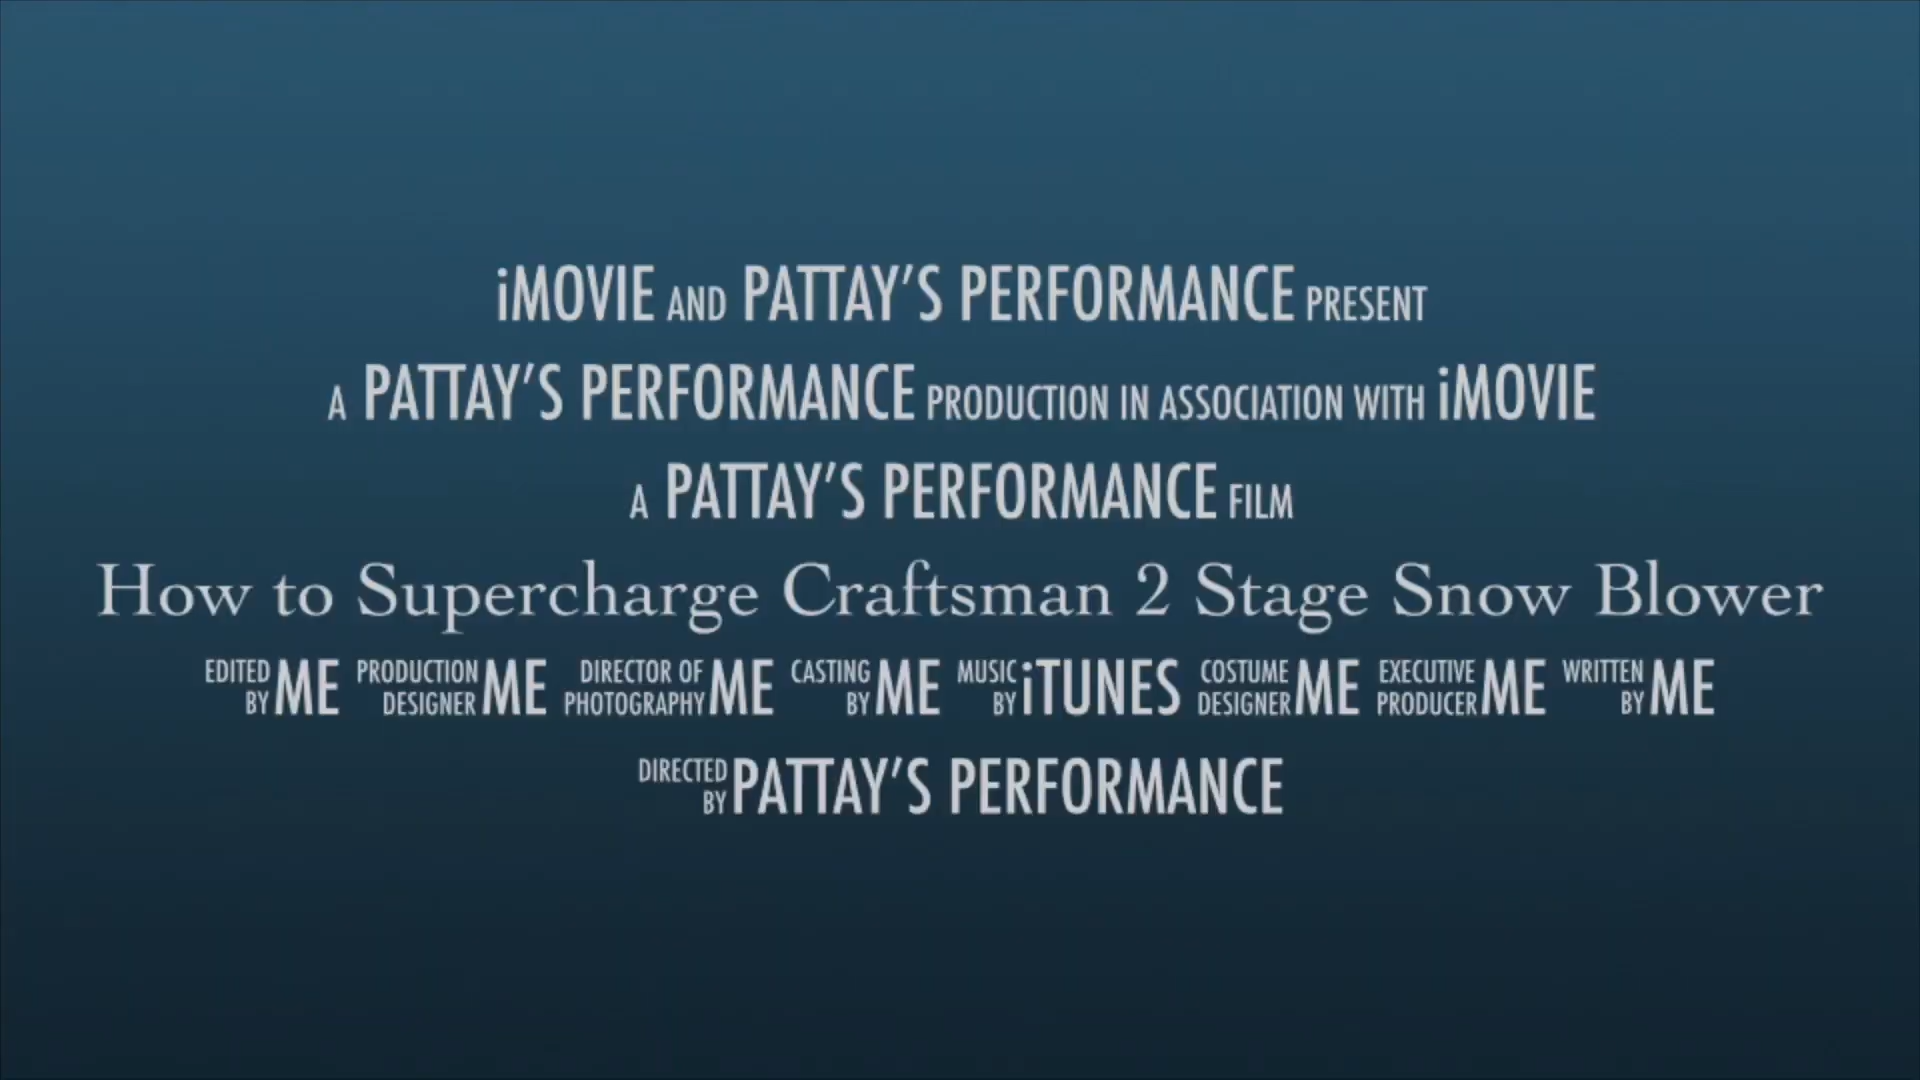 iMOVIE AND PATTAY'S PERFORMANCE PRESENT
A PATTAY'S PERFORMANCE PRODUCTION IN ASSOCIATION WITH iMOVIE
A PATTAY'S PERFORMANCE FILM
How to Supercharge Craftsman 2 Stage Snow Blower
EDITED BY ME PRODUCTION DESIGNER ME DIRECTOR OF PHOTOGRAPHY ME CASTING BY ME MUSIC BY iTUNES COSTUME DESIGNER ME EXECUTIVE PRODUCER ME WRITTEN BY ME
DIRECTED BY PATTAY'S PERFORMANCE